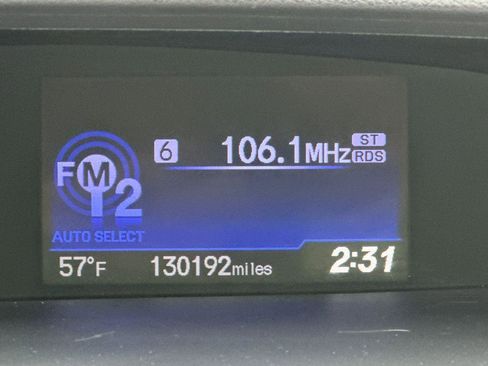 6 106.1MHz ST RDS
FM 2
AUTO SELECT
57°F 130192miles 2:31